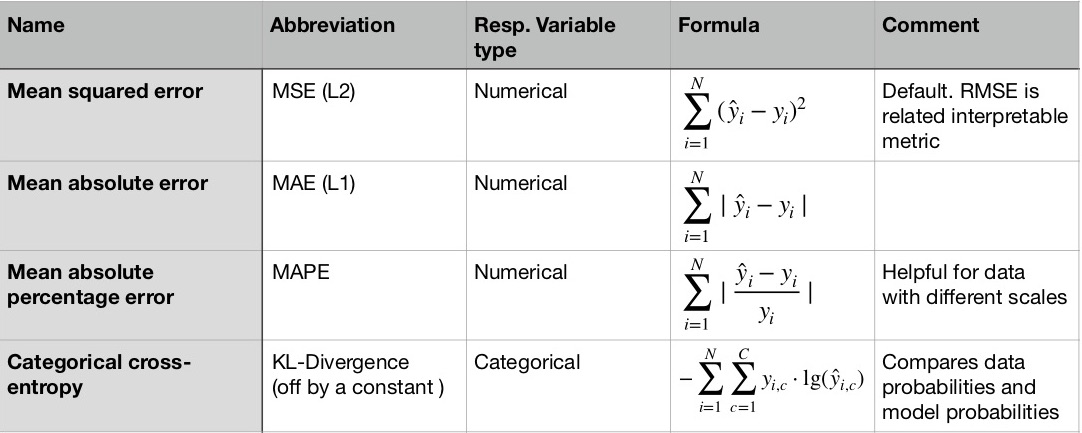 Name Abbreviation Resp. Variable type Formula Comment
Mean squared error MSE (L2) Numerical \sum_{i=1}^{N} (\hat{y}_i - y_i)^2 Default. RMSE is related interpretable metric
Mean absolute error MAE (L1) Numerical \sum_{i=1}^{N} | \hat{y}_i - y_i |
Mean absolute percentage error MAPE Numerical \sum_{i=1}^{N} | \frac{\hat{y}_i - y_i}{y_i} | Helpful for data with different scales
Categorical cross-entropy KL-Divergence (off by a constant ) Categorical -\sum_{i=1}^{N} \sum_{c=1}^{C} y_{i,c} \cdot \lg(\hat{y}_{i,c}) Compares data probabilities and model probabilities